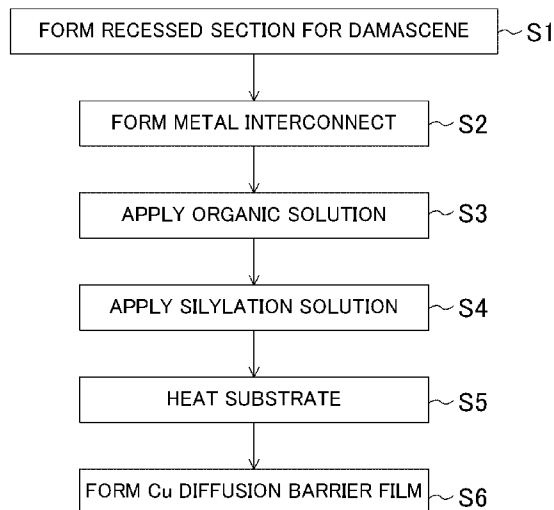 FORM RECESSED SECTION FOR DAMASCENE S1
FORM METAL INTERCONNECT S2
APPLY ORGANIC SOLUTION S3
APPLY SILYLATION SOLUTION S4
HEAT SUBSTRATE S5
FORM Cu DIFFUSION BARRIER FILM S6